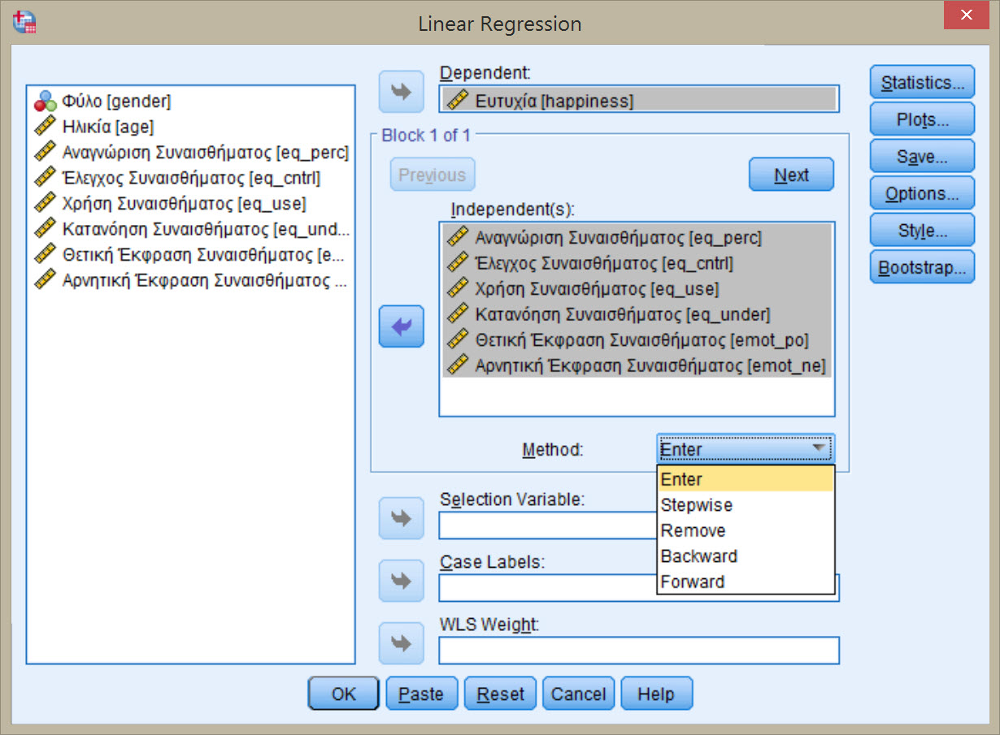 Linear Regression
Φύλο [gender]
Ηλικία [age]
Αναγνώριση Συναισθήματος [eq_perc]
Έλεγχος Συναισθήματος [eq_cntrl]
Χρήση Συναισθήματος [eq_use]
Κατανόηση Συναισθήματος [eq_und...
Θετική Έκφραση Συναισθήματος [e...
Αρνητική Έκφραση Συναισθήματος ...
Dependent:
Ευτυχία [happiness]
Block 1 of 1
Previous
Next
Independent(s):
Αναγνώριση Συναισθήματος [eq_perc]
Έλεγχος Συναισθήματος [eq_cntrl]
Χρήση Συναισθήματος [eq_use]
Κατανόηση Συναισθήματος [eq_under]
Θετική Έκφραση Συναισθήματος [emot_po]
Αρνητική Έκφραση Συναισθήματος [emot_ne]
Method:
Enter
Enter
Stepwise
Remove
Backward
Forward
Selection Variable:
Case Labels:
WLS Weight:
Statistics...
Plots...
Save...
Options...
Style...
Bootstrap...
OK
Paste
Reset
Cancel
Help